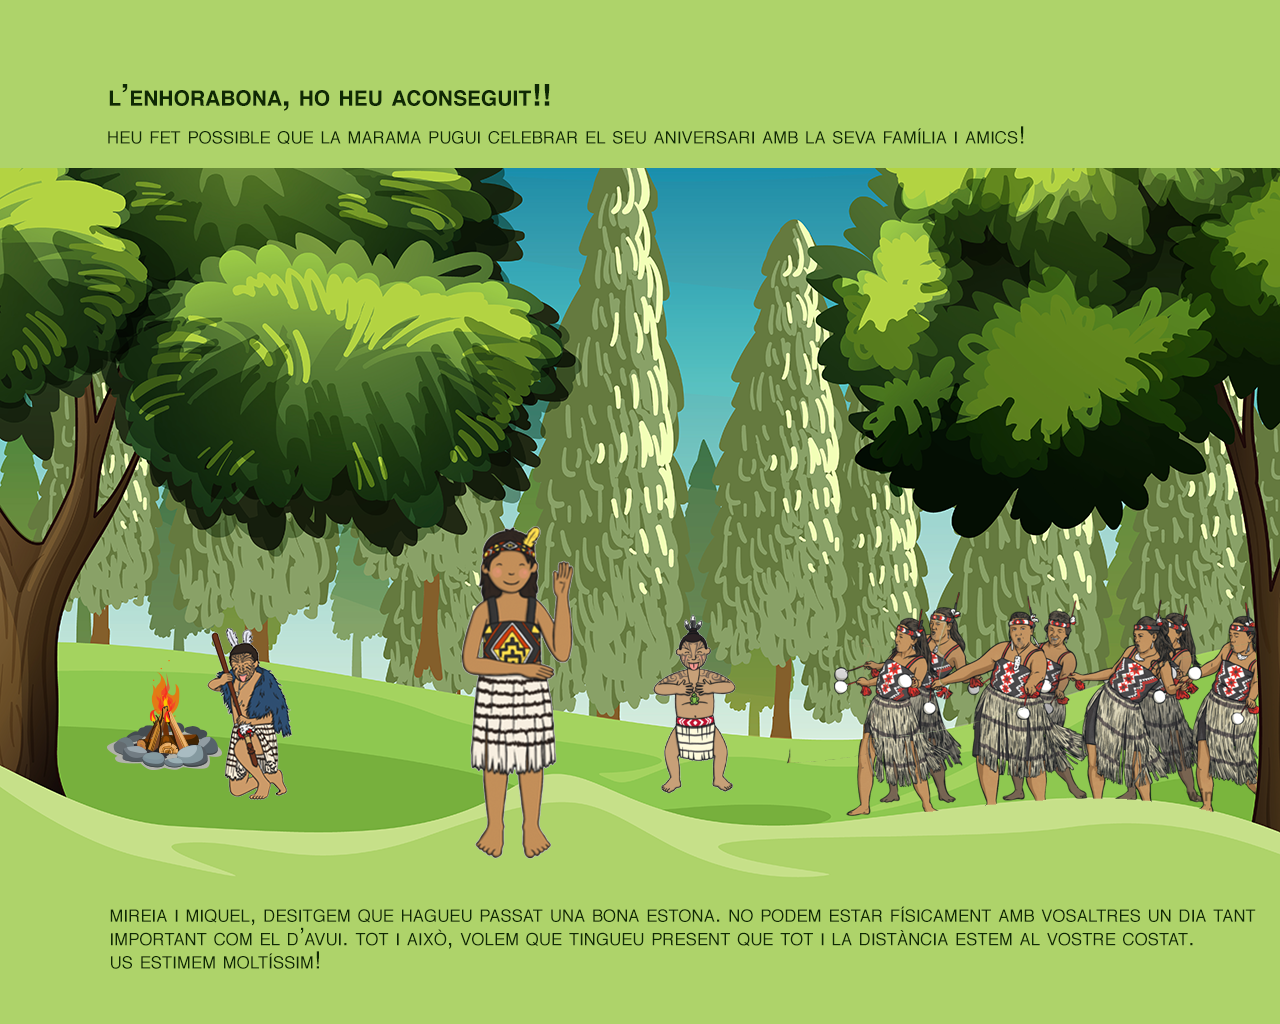 L'ENHORABONA, HO HEU ACONSEGUIT!!
HEU FET POSSIBLE QUE LA MARAMA PUGUI CELEBRAR EL SEU ANIVERSARI AMB LA SEVA FAMÍLIA I AMICS!
MIREIA I MIQUEL, DESITGEM QUE HAGUEU PASSAT UNA BONA ESTONA. NO PODEM ESTAR FÍSICAMENT AMB VOSALTRES UN DIA TANT
IMPORTANT COM EL D'AVUI. TOT I AIXÒ, VOLEM QUE TINGUEU PRESENT QUE TOT I LA DISTÀNCIA ESTEM AL VOSTRE COSTAT.
US ESTIMEM MOLTÍSSIM!